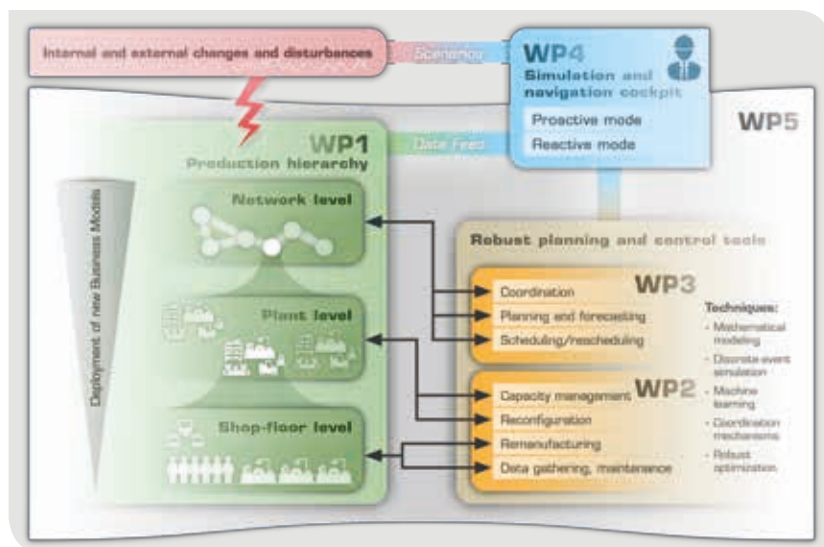 Internal and external changes and disturbances
Scenarios
WP4
Simulation and
navigation cockpit
Proactive mode
Reactive mode
WP5
WP1
Production hierarchy
Data Feed
Deployment of new Business Models
Network level
Plant level
Shop-floor level
Robust planning and control tools
WP3
Coordination
Planning and forecasting
Scheduling/rescheduling
WP2
Capacity management
Reconfiguration
Remanufacturing
Data gathering, maintenance
Techniques:
- Mathematical
modeling
- Discrete-event
simulation
- Machine
learning
- Coordination
mechanisms
- Robust
optimization